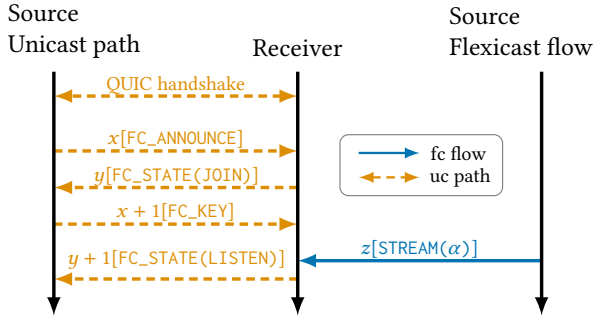 Source
Unicast path
Receiver
Source
Flexicast flow
QUIC handshake
x[FC_ANNOUNCE]
y[FC_STATE(JOIN)]
x + 1[FC_KEY]
y + 1[FC_STATE(LISTEN)]
z[STREAM(α)]
fc flow
uc path